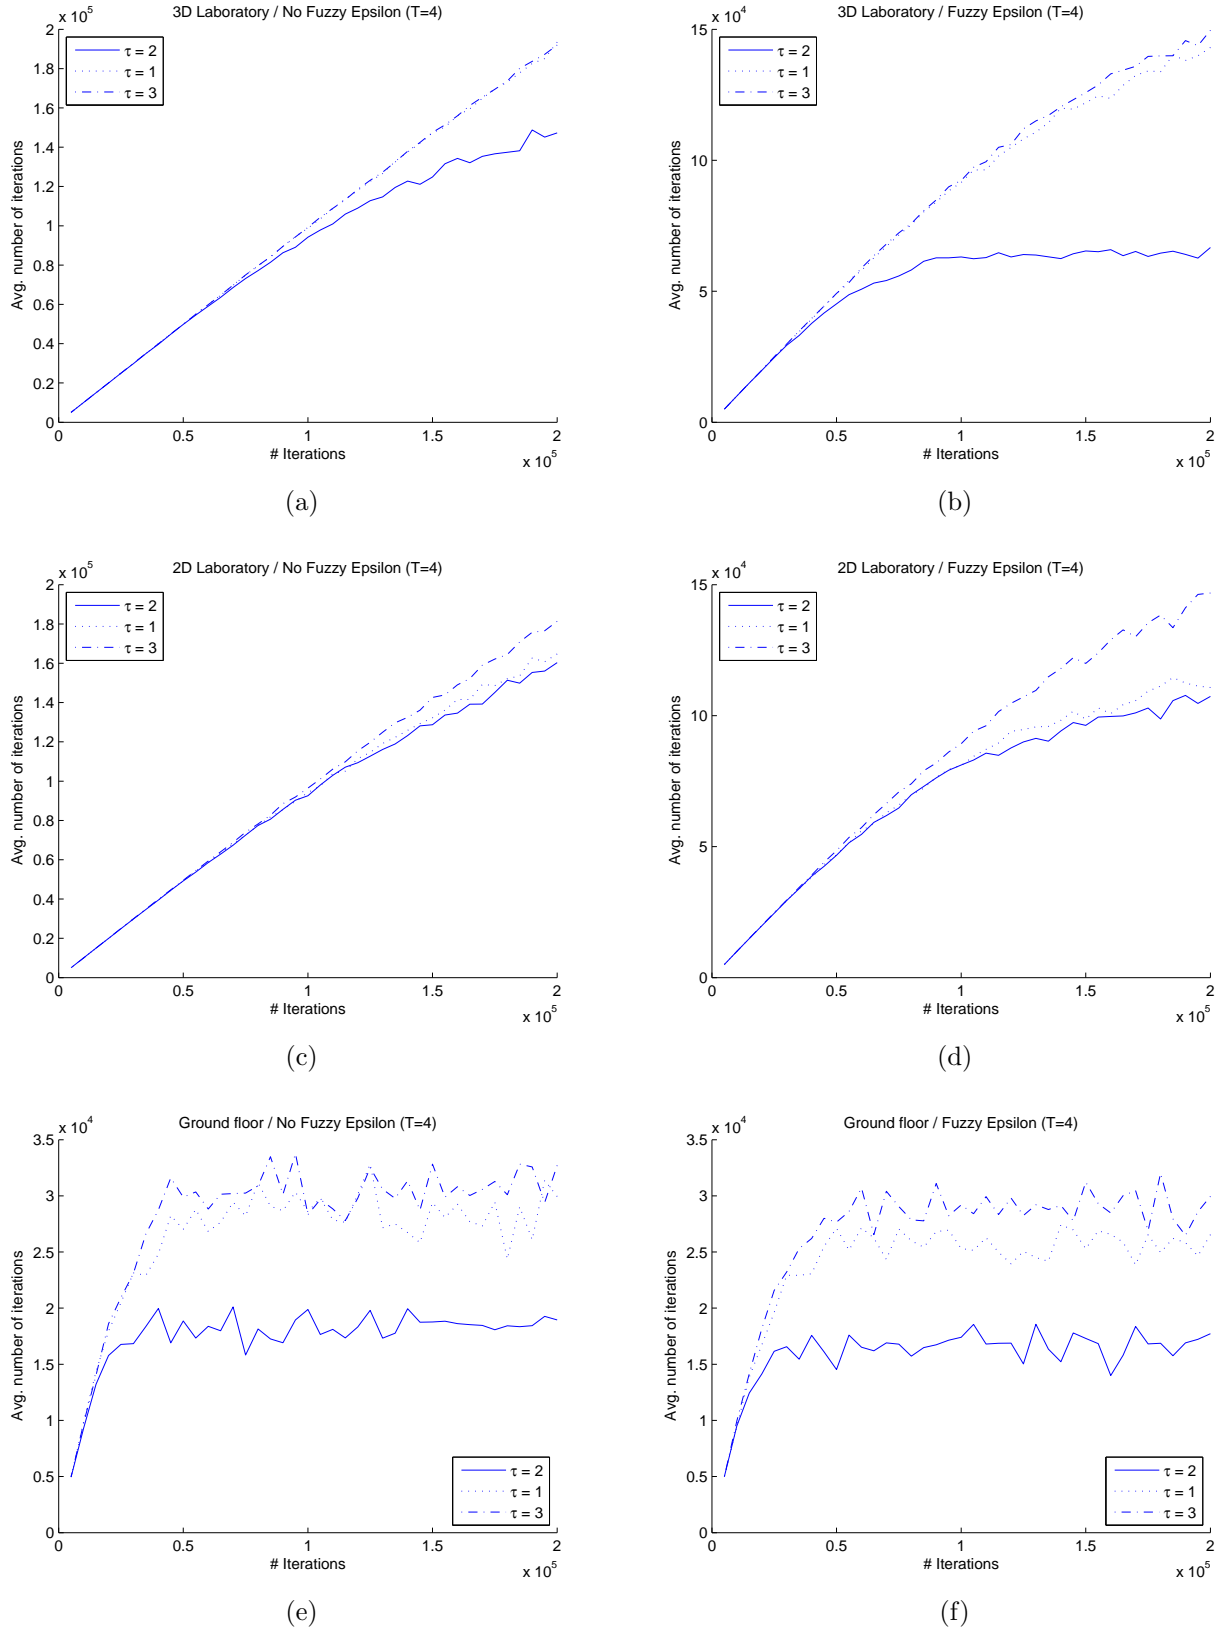 3D Laboratory / No Fuzzy Epsilon (T=4)
x 10^5
2
1.8
1.6
1.4
1.2
1
0.8
0.6
0.4
0.2
0
Avg. number of iterations
τ = 2
τ = 1
τ = 3
0 0.5 1 1.5 2
# Iterations
x 10^5
(a)
3D Laboratory / Fuzzy Epsilon (T=4)
x 10^4
15
10
5
0
Avg. number of iterations
τ = 2
τ = 1
τ = 3
0 0.5 1 1.5 2
# Iterations
x 10^5
(b)
2D Laboratory / No Fuzzy Epsilon (T=4)
x 10^5
2
1.8
1.6
1.4
1.2
1
0.8
0.6
0.4
0.2
0
Avg. number of iterations
τ = 2
τ = 1
τ = 3
0 0.5 1 1.5 2
# Iterations
x 10^5
(c)
2D Laboratory / Fuzzy Epsilon (T=4)
x 10^4
15
10
5
0
Avg. number of iterations
τ = 2
τ = 1
τ = 3
0 0.5 1 1.5 2
# Iterations
x 10^5
(d)
Ground floor / No Fuzzy Epsilon (T=4)
x 10^4
3.5
3
2.5
2
1.5
1
0.5
0
Avg. number of iterations
τ = 2
τ = 1
τ = 3
0 0.5 1 1.5 2
# Iterations
x 10^5
(e)
Ground floor / Fuzzy Epsilon (T=4)
x 10^4
3.5
3
2.5
2
1.5
1
0.5
0
Avg. number of iterations
τ = 2
τ = 1
τ = 3
0 0.5 1 1.5 2
# Iterations
x 10^5
(f)